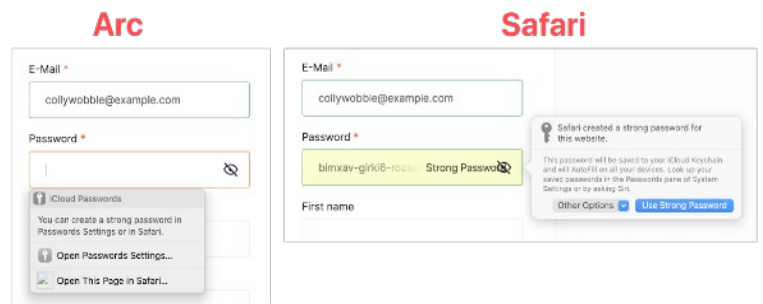 Arc
E-Mail *
collywobble@example.com
Password *
iCloud Passwords
You can create a strong password in
Passwords Settings or in Safari.
Open Passwords Settings...
Open This Page in Safari...
Safari
E-Mail *
collywobble@example.com
Password *
bimxav-girki6-rozs Strong Password
First name
Safari created a strong password for
this website.
This password will be saved to your iCloud Keychain
and will AutoFill on all your devices. Look up your
saved passwords in the Passwords pane of System
Settings or by asking Siri.
Other Options Use Strong Password